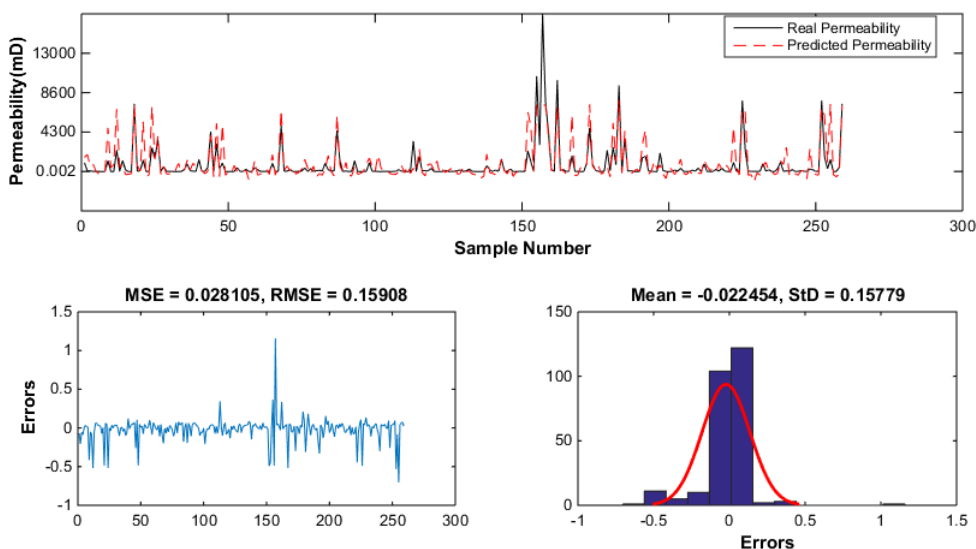 Real Permeability
Predicted Permeability
Permeability(mD)
13000
8600
4300
0.002
0 50 100 150 200 250 300
Sample Number
MSE = 0.028105, RMSE = 0.15908
Errors
1.5
1
0.5
0
-0.5
-1
0 50 100 150 200 250 300
Mean = -0.022454, StD = 0.15779
150
100
50
0
-1 -0.5 0 0.5 1 1.5
Errors